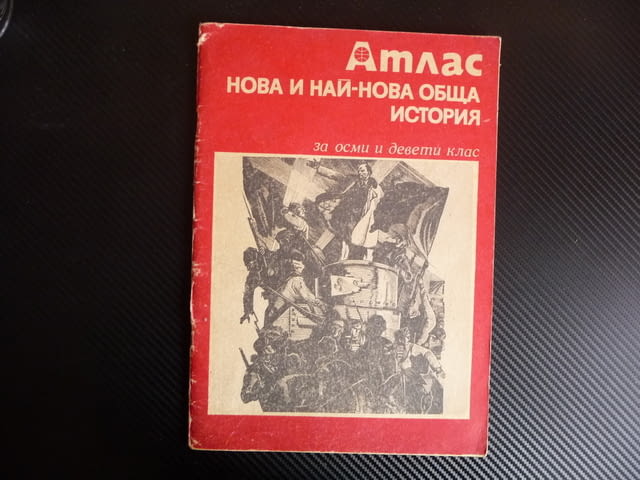 Атлас
НОВА И НАЙ-НОВА ОБЩА
ИСТОРИЯ
за осми и девети клас